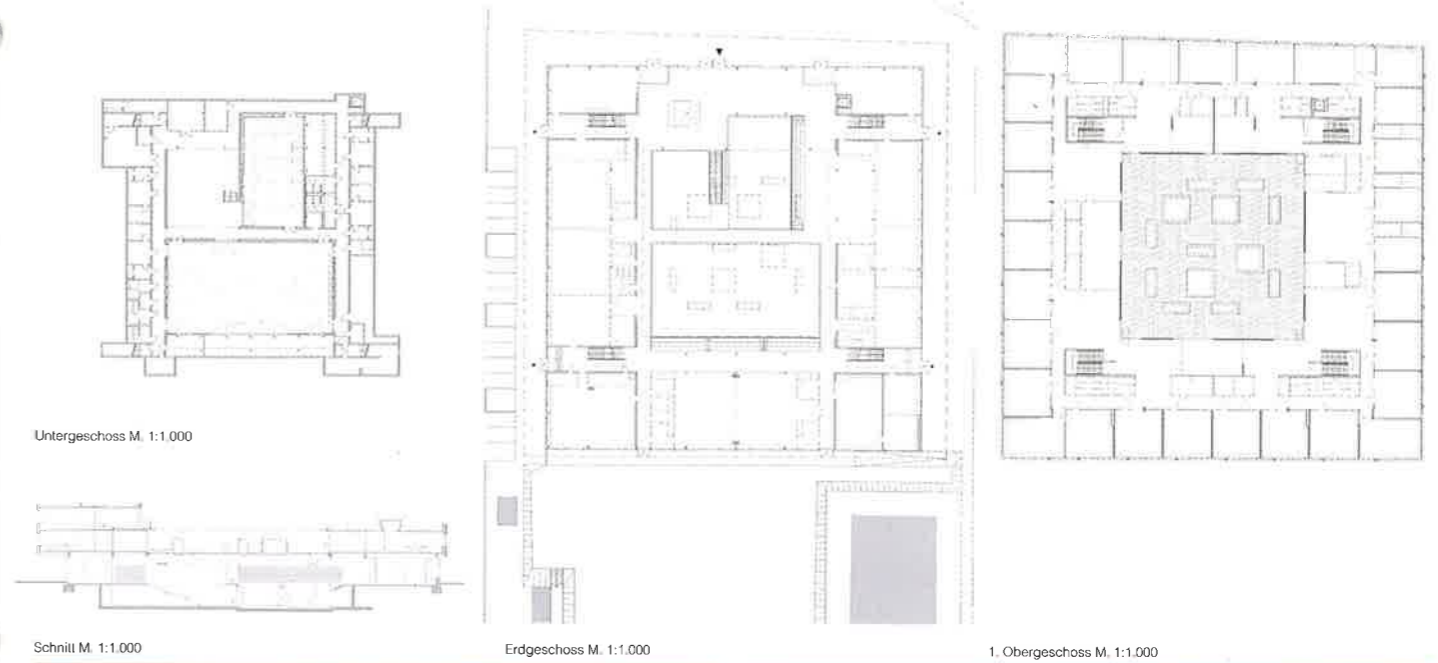 Untergeschoss M. 1:1.000
Schnitt M. 1:1.000
Erdgeschoss M. 1:1.000
1. Obergeschoss M. 1:1.000